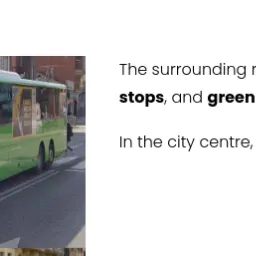 The surrounding
stops, and green
In the city centre,